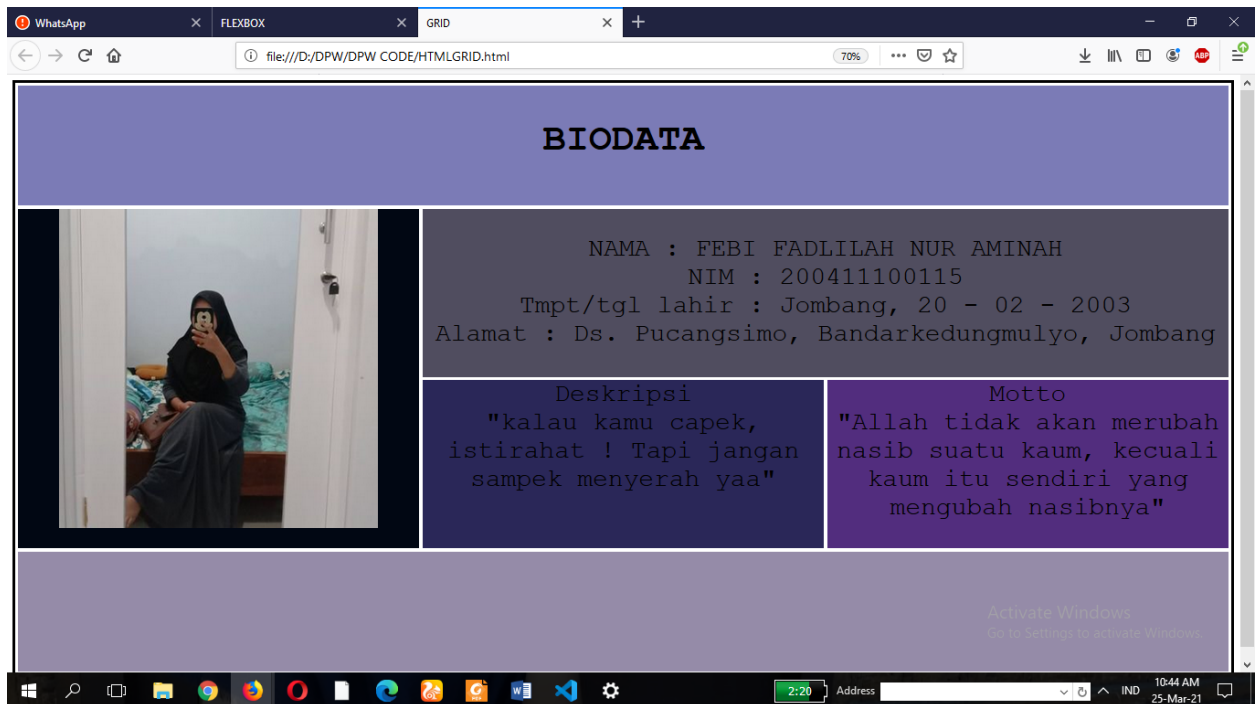 WhatsApp
FLEXBOX
GRID
file:///D:/DPW/DPW CODE/HTMLGRID.html
70%
ABP
BIODATA
NAMA : FEBI FADLILAH NUR AMINAH
NIM : 200411100115
Tmpt/tgl lahir : Jombang, 20 - 02 - 2003
Alamat : Ds. Pucangsimo, Bandarkedungmulyo, Jombang
Deskripsi
"kalau kamu capek,
istirahat ! Tapi jangan
sampek menyerah yaa"
Motto
"Allah tidak akan merubah
nasib suatu kaum, kecuali
kaum itu sendiri yang
mengubah nasibnya"
Activate Windows
Go to Settings to activate Windows.
2:20
Address
IND
10:44 AM
25-Mar-21